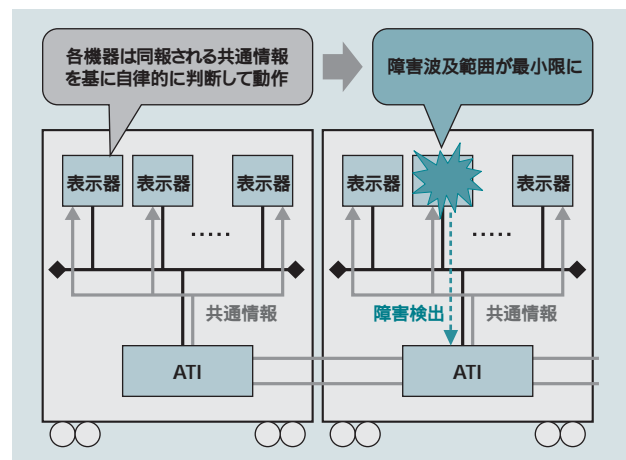 各機器は同報される共通情報
を基に自律的に判断して動作
障害波及範囲が最小限に
表示器
表示器
表示器
.....
共通情報
ATI
表示器
表示器
.....
障害検出
共通情報
ATI